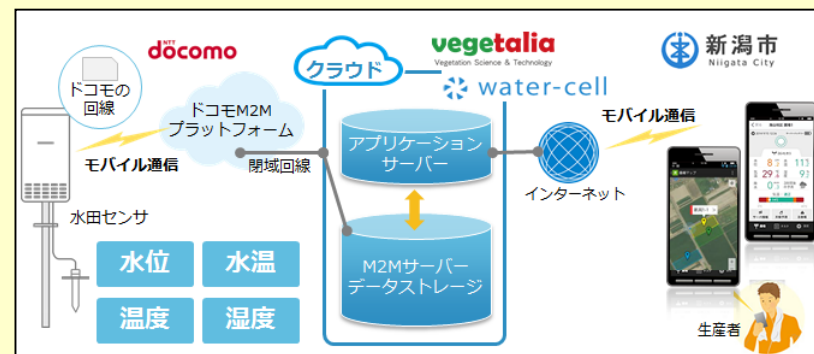 NTT
döcomo
クラウド
vegetalia
Vegetation Science & Technology
water-cell
新潟市
Niigata City
ドコモの
回線
ドコモM2M
プラットフォーム
モバイル通信
閉域回線
アプリケーション
サーバー
モバイル通信
インターネット
水田センサ
水位
水温
温度
湿度
M2Mサーバー
データストレージ
生産者